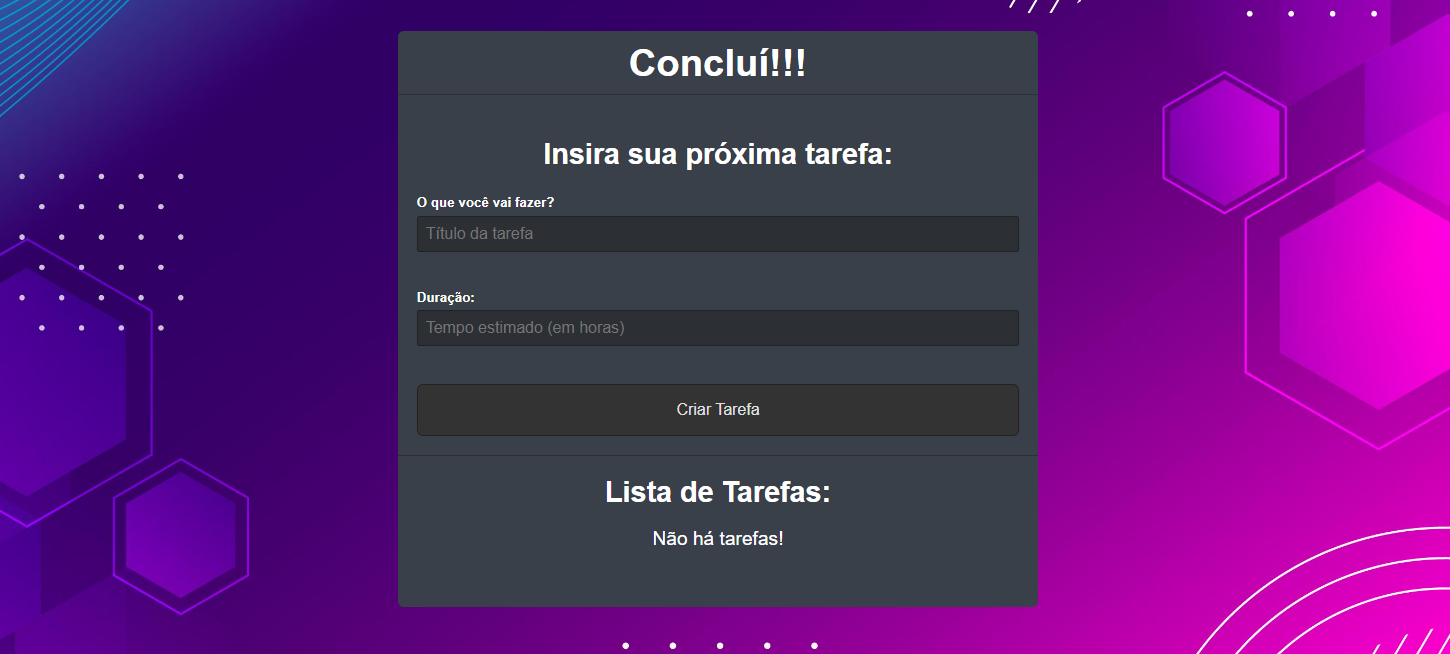 Concluí!!!
Insira sua próxima tarefa:
O que você vai fazer?
Título da tarefa
Duração:
Tempo estimado (em horas)
Criar Tarefa
Lista de Tarefas:
Não há tarefas!